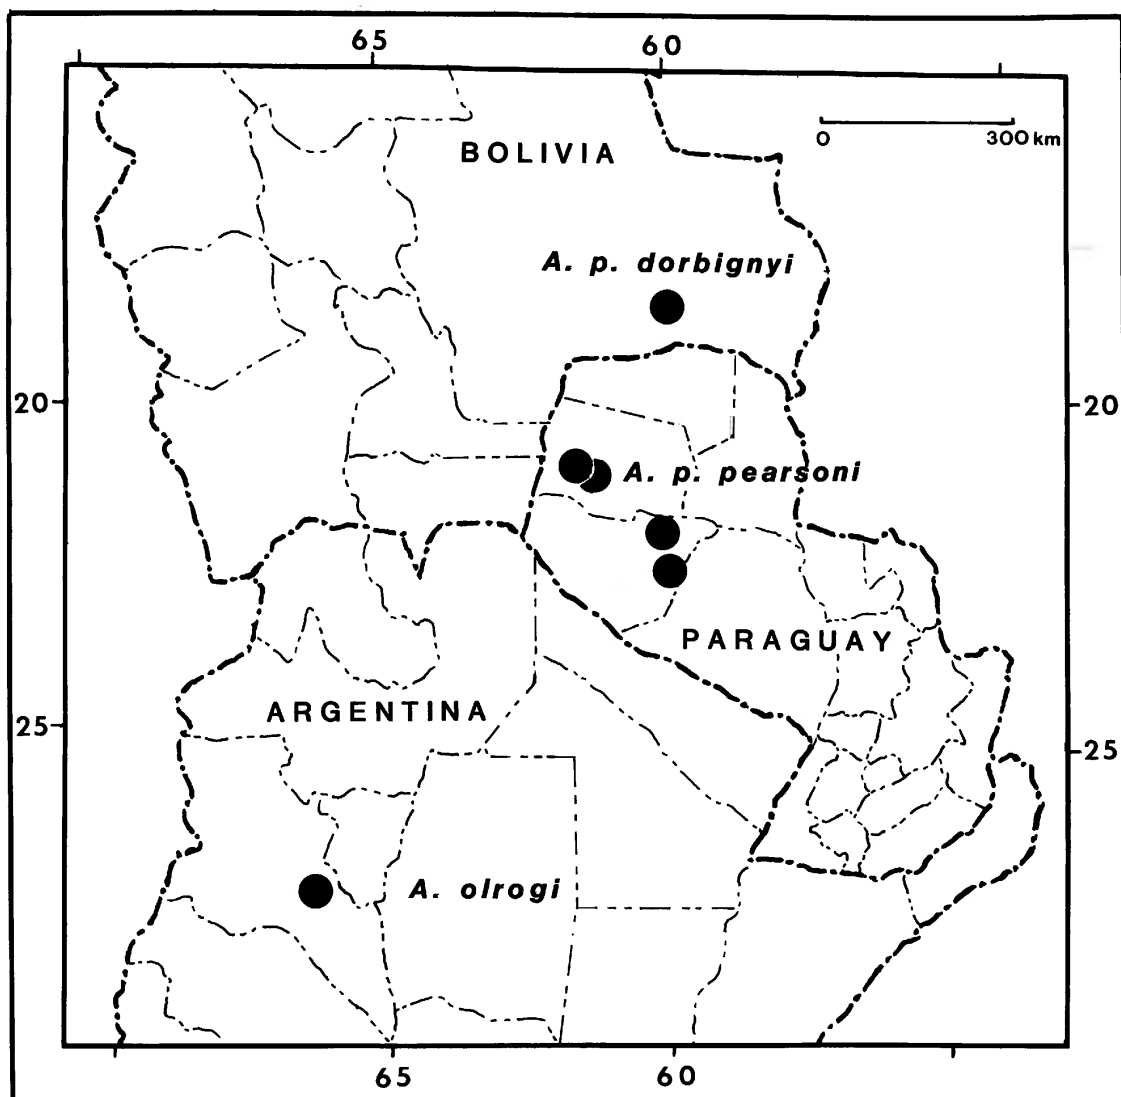 65 60
0 300 km
BOLIVIA
A. p. dorbignyi
20 20
A. p. pearsoni
PARAGUAY
ARGENTINA
25 25
A. olrogi
65 60